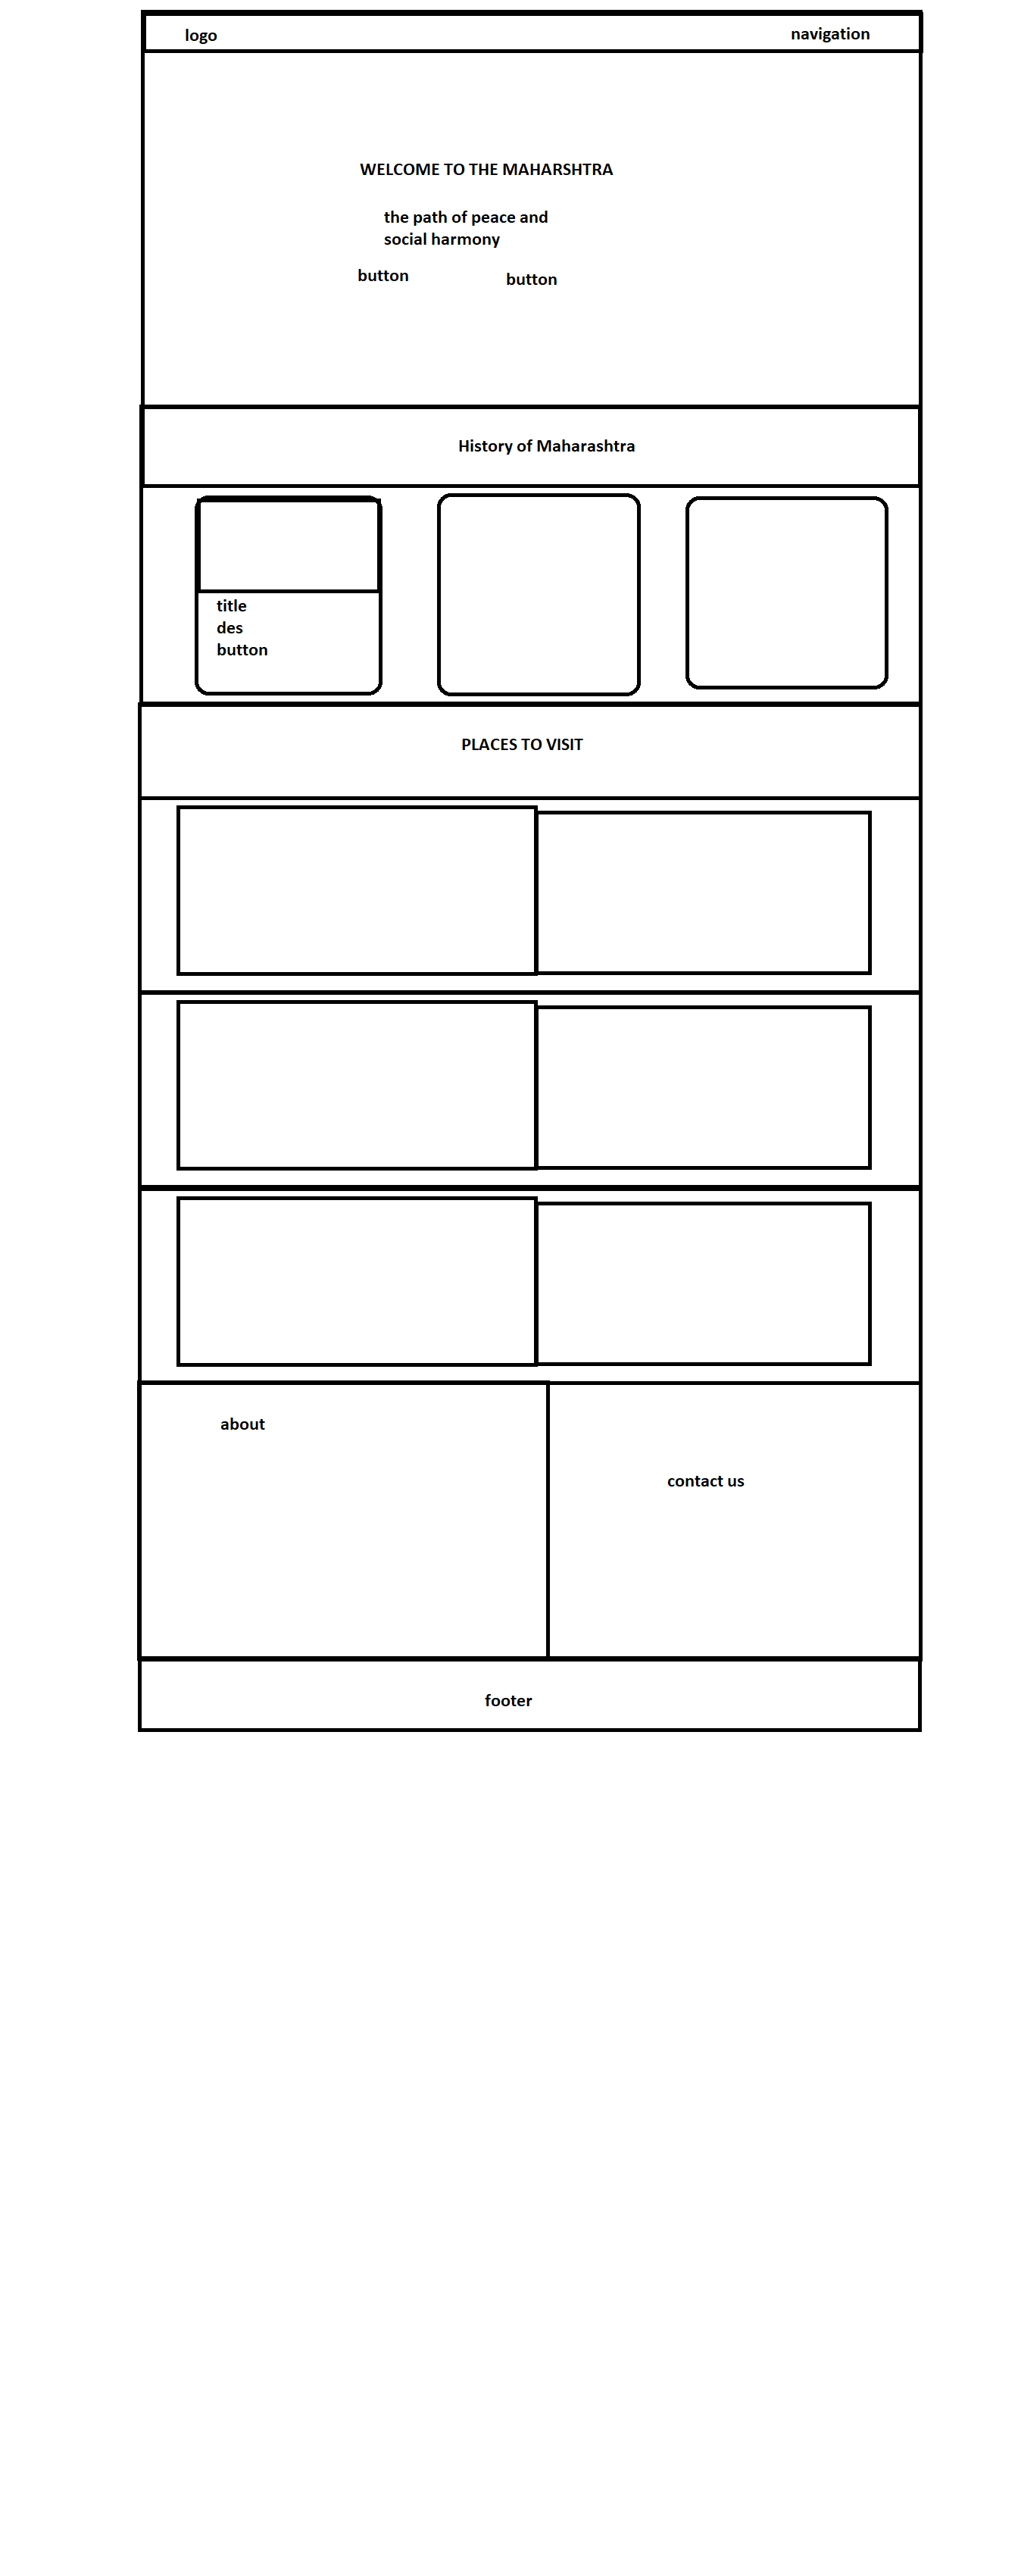 logo
navigation
WELCOME TO THE MAHARSHTRA
the path of peace and
social harmony
button
button
History of Maharashtra
title
des
button
PLACES TO VISIT
about
contact us
footer